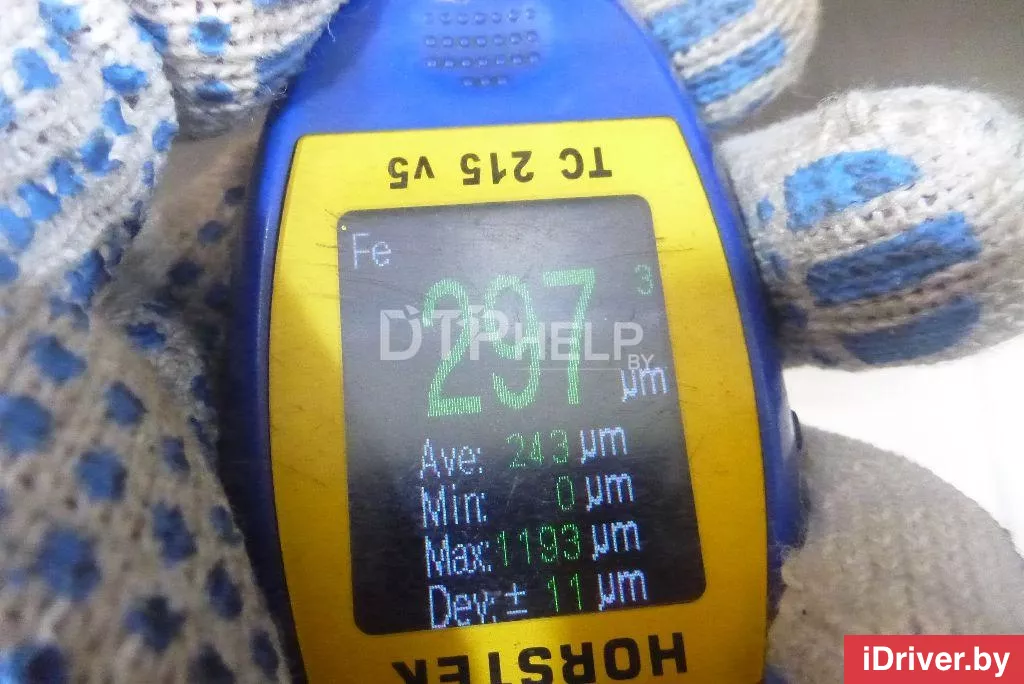 TC 215 v5
Fe
3
297
µm
DTPHELP
BY
Ave: 243 µm
Min: 0 µm
Max: 1193 µm
Dev: ± 11 µm
HORSTEK
iDriver.by